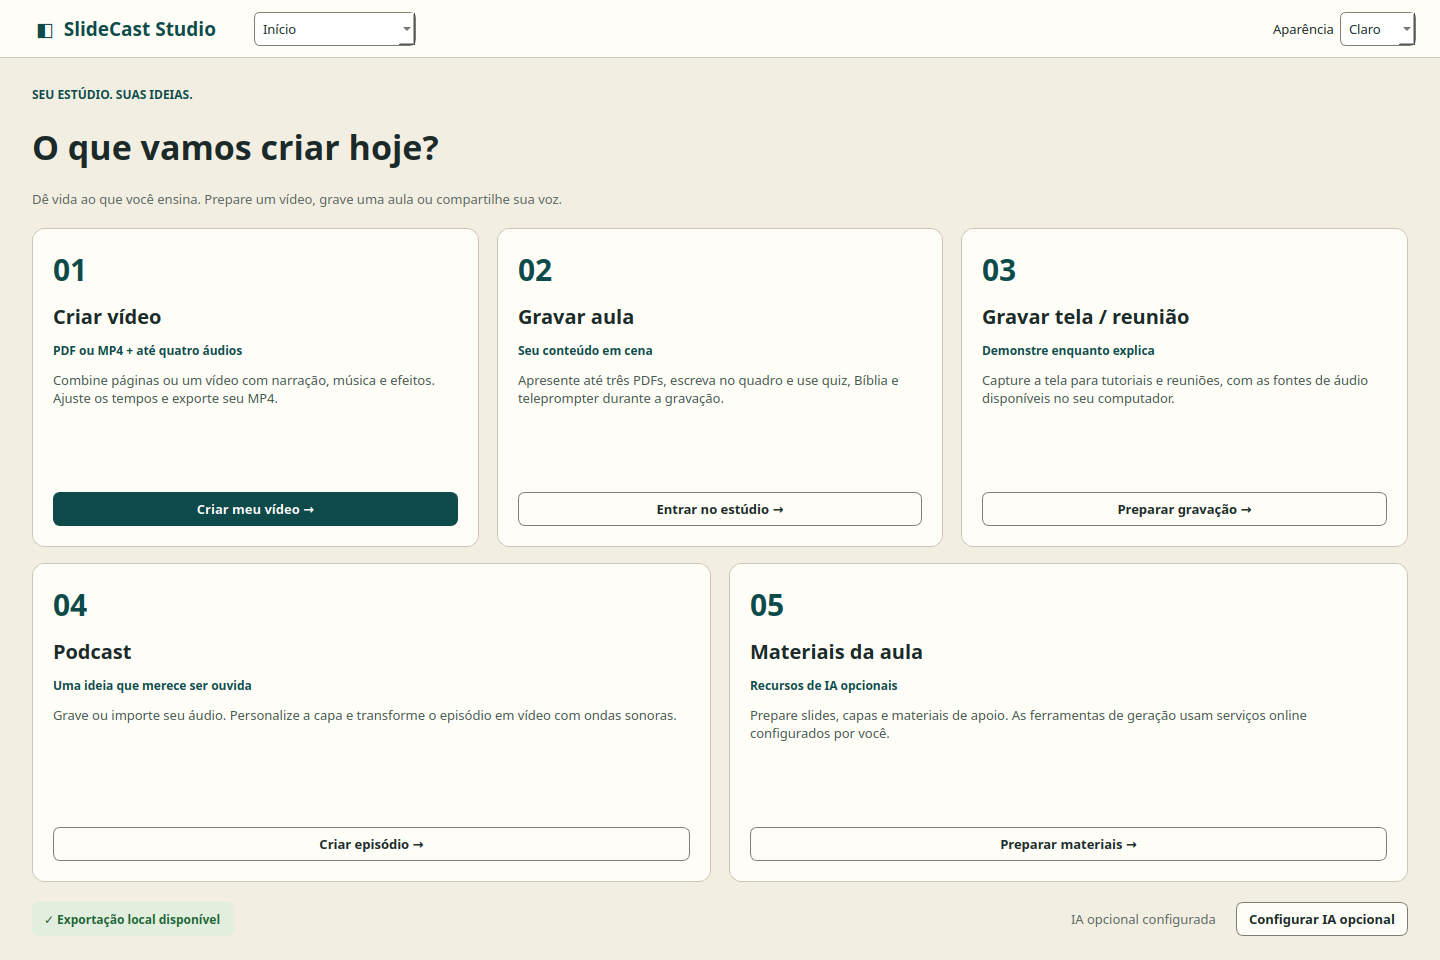 SlideCast Studio
Início
Aparência
Claro
SEU ESTÚDIO. SUAS IDEIAS.
O que vamos criar hoje?
Dê vida ao que você ensina. Prepare um vídeo, grave uma aula ou compartilhe sua voz.
01
Criar vídeo
PDF ou MP4 + até quatro áudios
Combine páginas ou um vídeo com narração, música e efeitos.
Ajuste os tempos e exporte seu MP4.
Criar meu vídeo →
02
Gravar aula
Seu conteúdo em cena
Apresente até três PDFs, escreva no quadro e use quiz, Bíblia e
teleprompter durante a gravação.
Entrar no estúdio →
03
Gravar tela / reunião
Demonstre enquanto explica
Capture a tela para tutoriais e reuniões, com as fontes de áudio
disponíveis no seu computador.
Preparar gravação →
04
Podcast
Uma ideia que merece ser ouvida
Grave ou importe seu áudio. Personalize a capa e transforme o episódio em vídeo com ondas sonoras.
Criar episódio →
05
Materiais da aula
Recursos de IA opcionais
Prepare slides, capas e materiais de apoio. As ferramentas de geração usam serviços online
configurados por você.
Preparar materiais →
✓ Exportação local disponível
IA opcional configurada
Configurar IA opcional